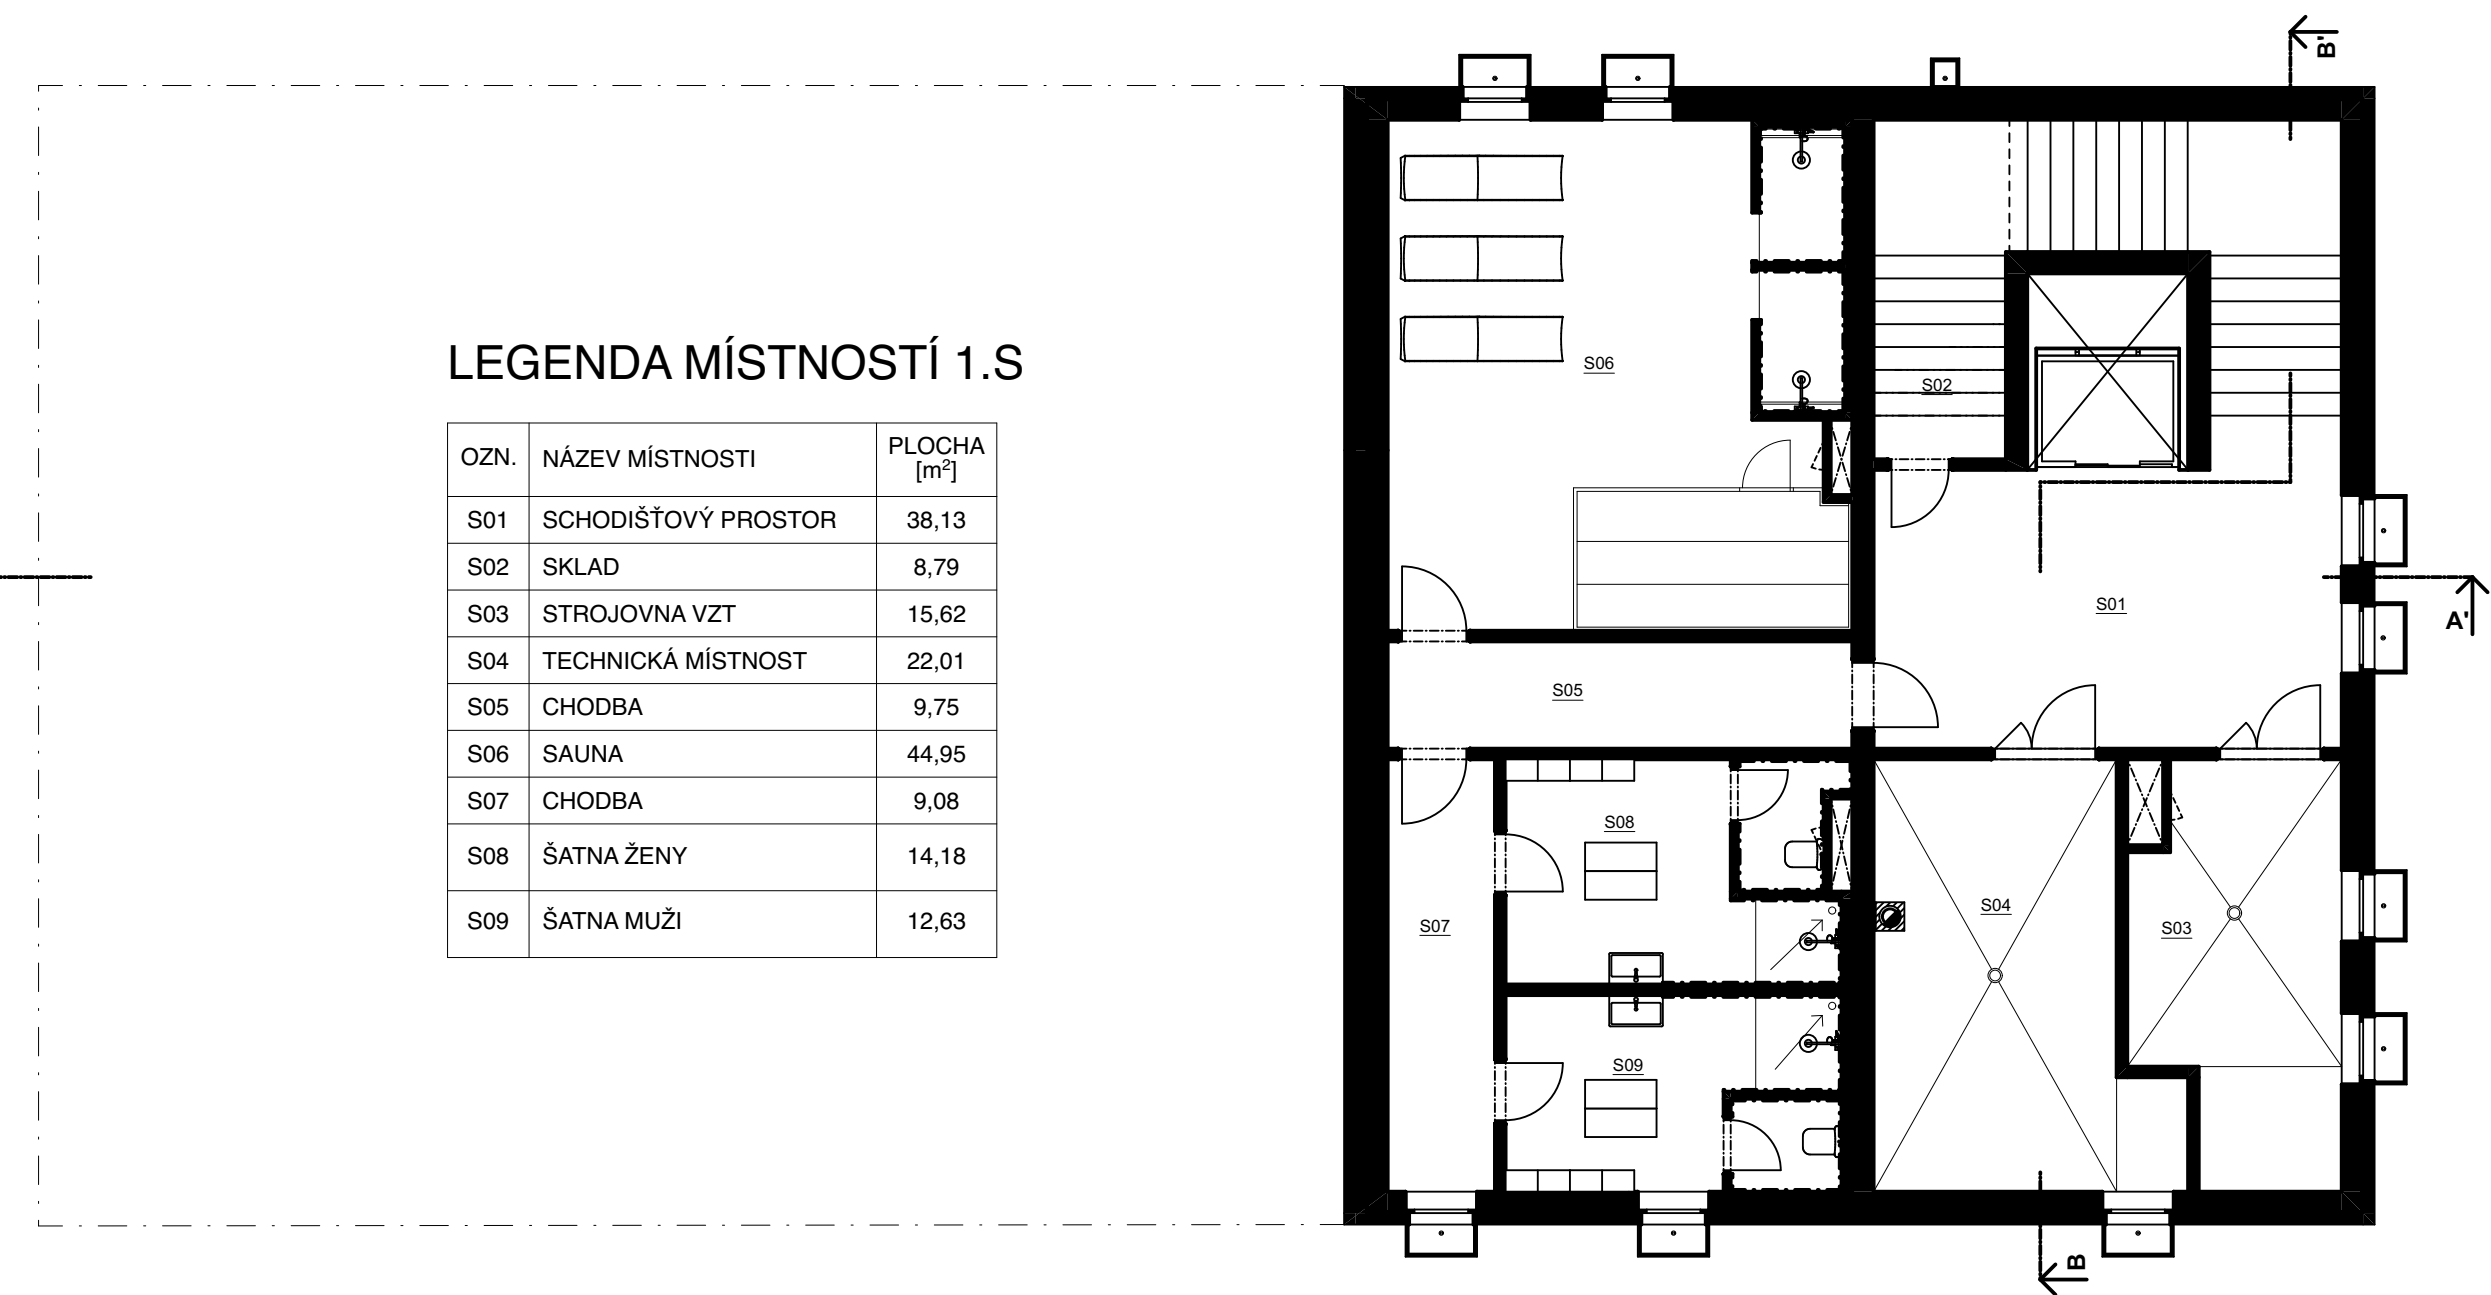 B'
LEGENDA MÍSTNOSTÍ 1.S
OZN. NÁZEV MÍSTNOSTI PLOCHA [m²]
S01 SCHODIŠŤOVÝ PROSTOR 38,13
S02 SKLAD 8,79
S03 STROJOVNA VZT 15,62
S04 TECHNICKÁ MÍSTNOST 22,01
S05 CHODBA 9,75
S06 SAUNA 44,95
S07 CHODBA 9,08
S08 ŠATNA ŽENY 14,18
S09 ŠATNA MUŽI 12,63
S06
S02
S01
A'
S05
S08
S04
S07
S03
S09
B